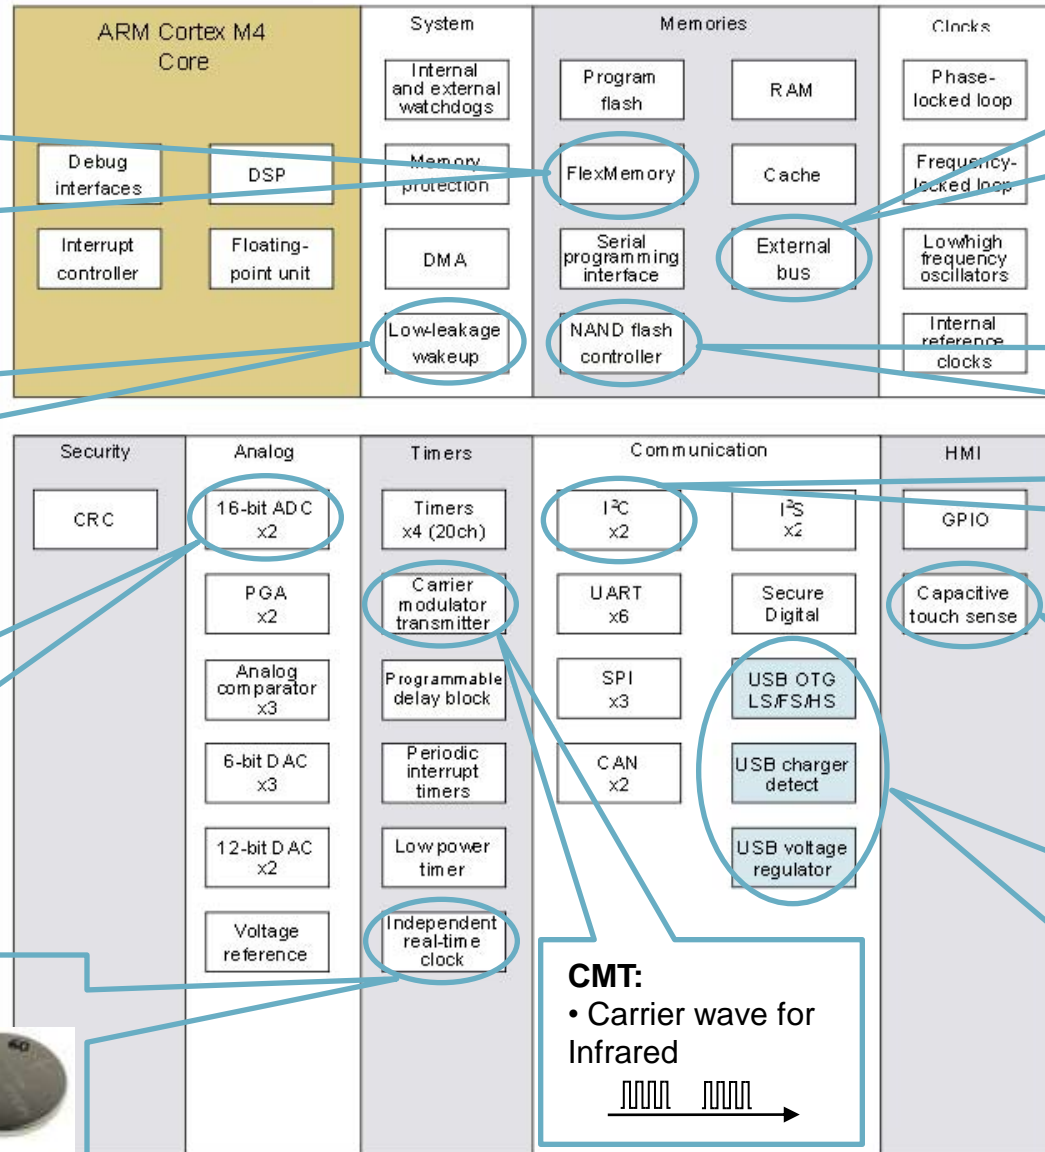 ARM Cortex M4
Core
Debug
interfaces
DSP
Interrupt
controller
Floating-
point unit
System
Internal
and external
watchdogs
Memory
protection
DMA
Low-leakage
wakeup
Memories
Program
flash
RAM
FlexMemory
Cache
Serial
programming
interface
External
bus
NAND flash
controller
Clocks
Phase-
locked loop
Frequency-
locked loop
Low/high
frequency
oscillators
Internal
reference
clocks
Security
CRC
Analog
16-bit ADC
x2
PGA
x2
Analog
comparator
x3
6-bit DAC
x3
12-bit DAC
x2
Voltage
reference
Timers
Timers
x4 (20ch)
Carrier
modulator
transmitter
Programmable
delay block
Periodic
interrupt
timers
Low power
timer
Independent
real-time
clock
Communication
I²C
x2
I²S
x2
UART
x6
Secure
Digital
SPI
x3
USB OTG
LS/FS/HS
CAN
x2
USB charger
detect
USB voltage
regulator
HMI
GPIO
Capacitive
touch sense
CMT:
• Carrier wave for
Infrared